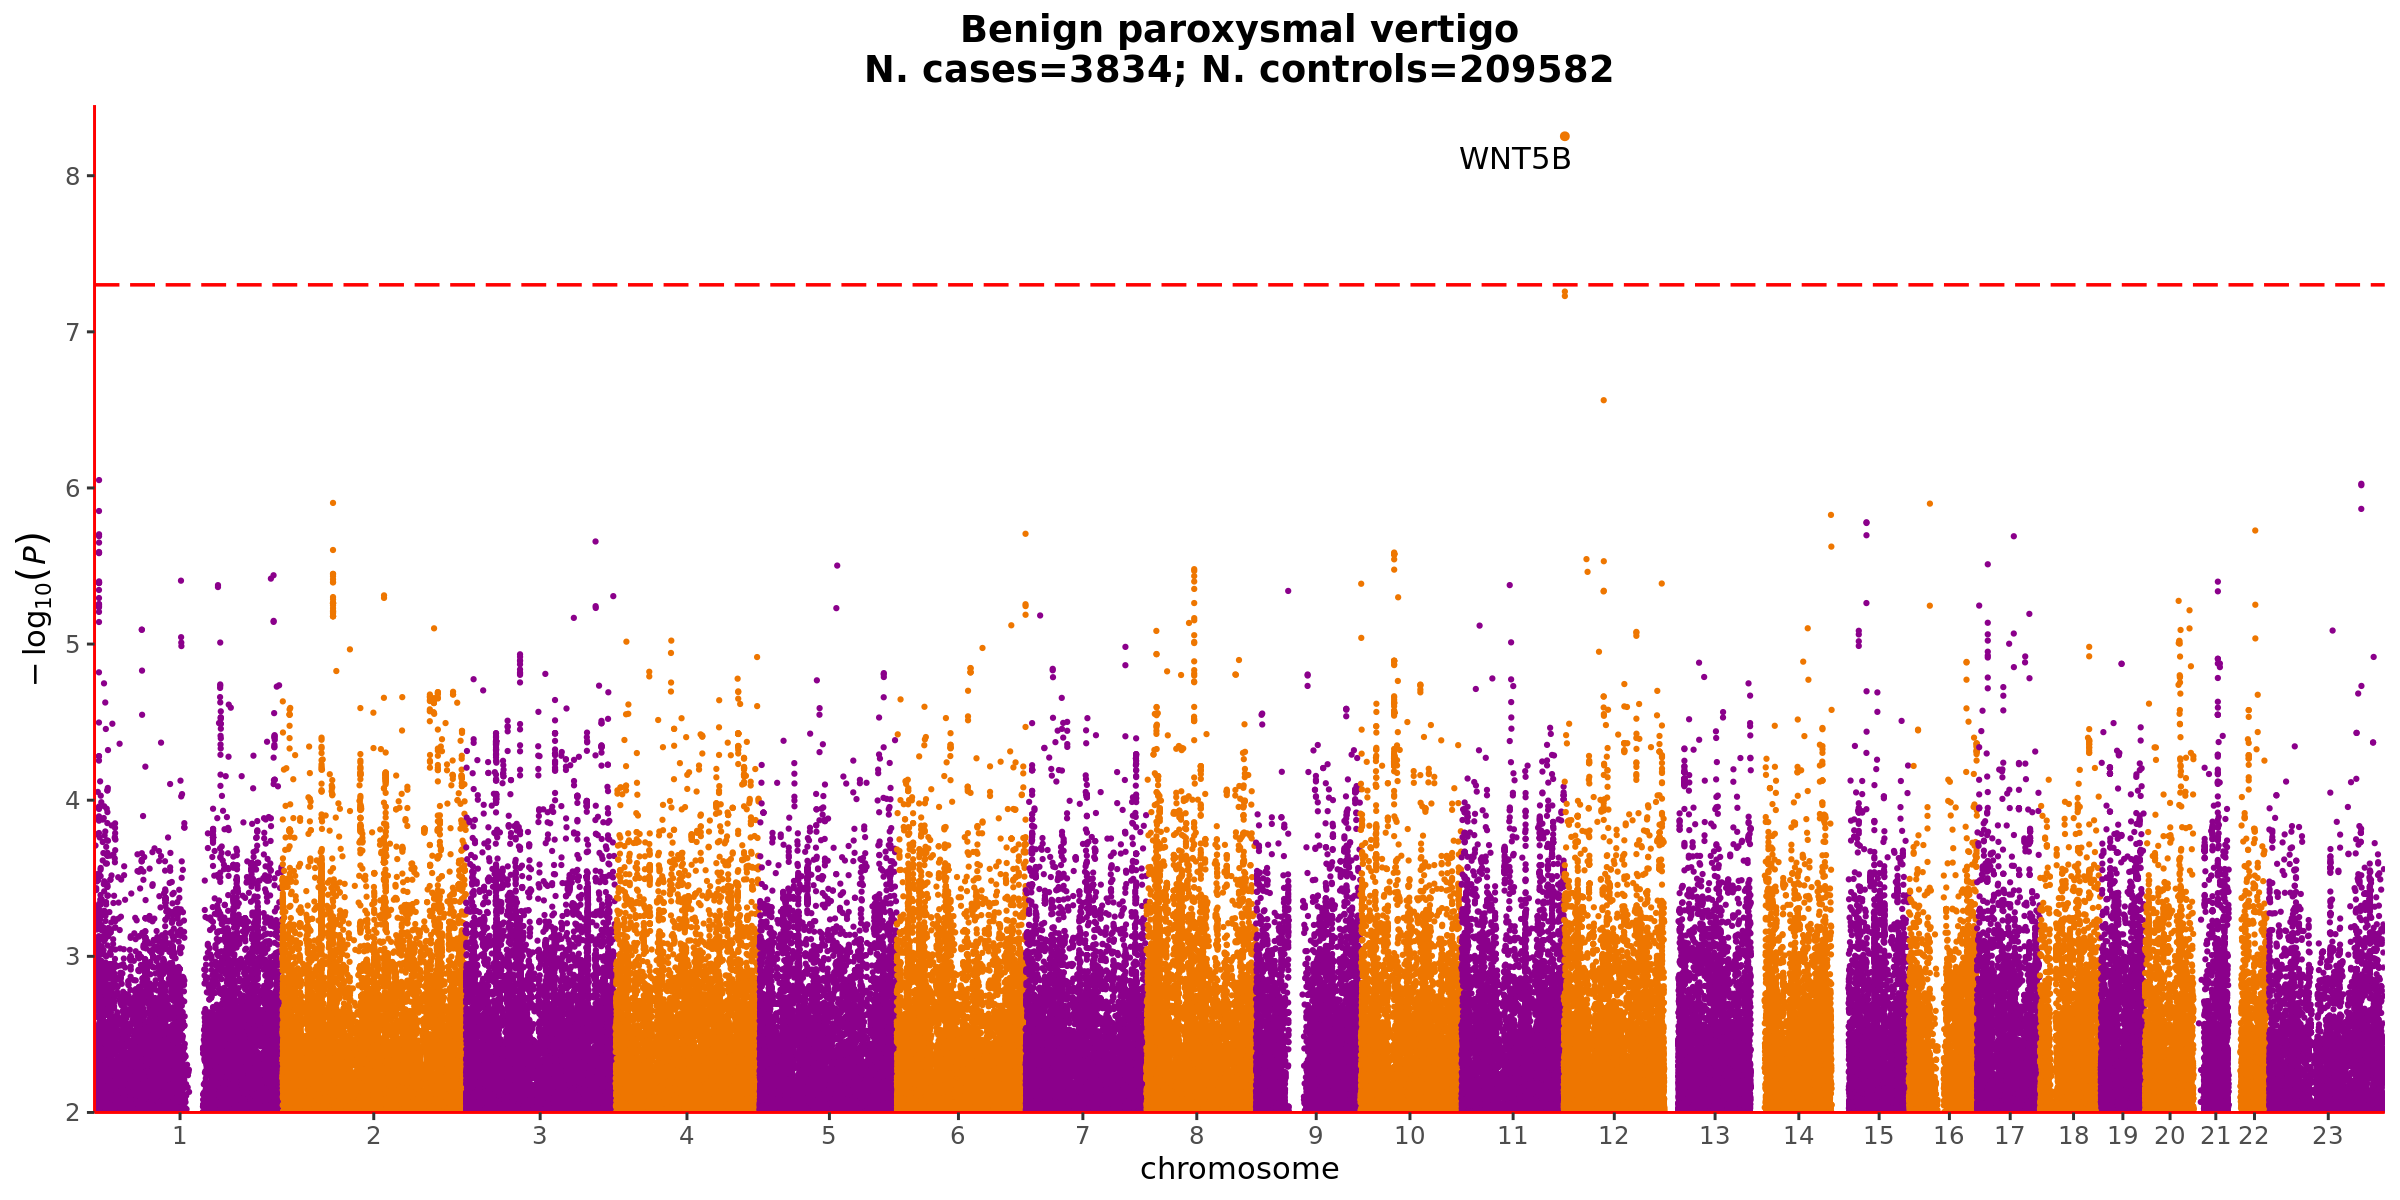 Benign paroxysmal vertigo
N. cases=3834; N. controls=209582
WNT5B
8
7
6
5
4
3
2
− log10(P)
1 2 3 4 5 6 7 8 9 10 11 12 13 14 15 16 17 18 19 20 21 22 23
chromosome